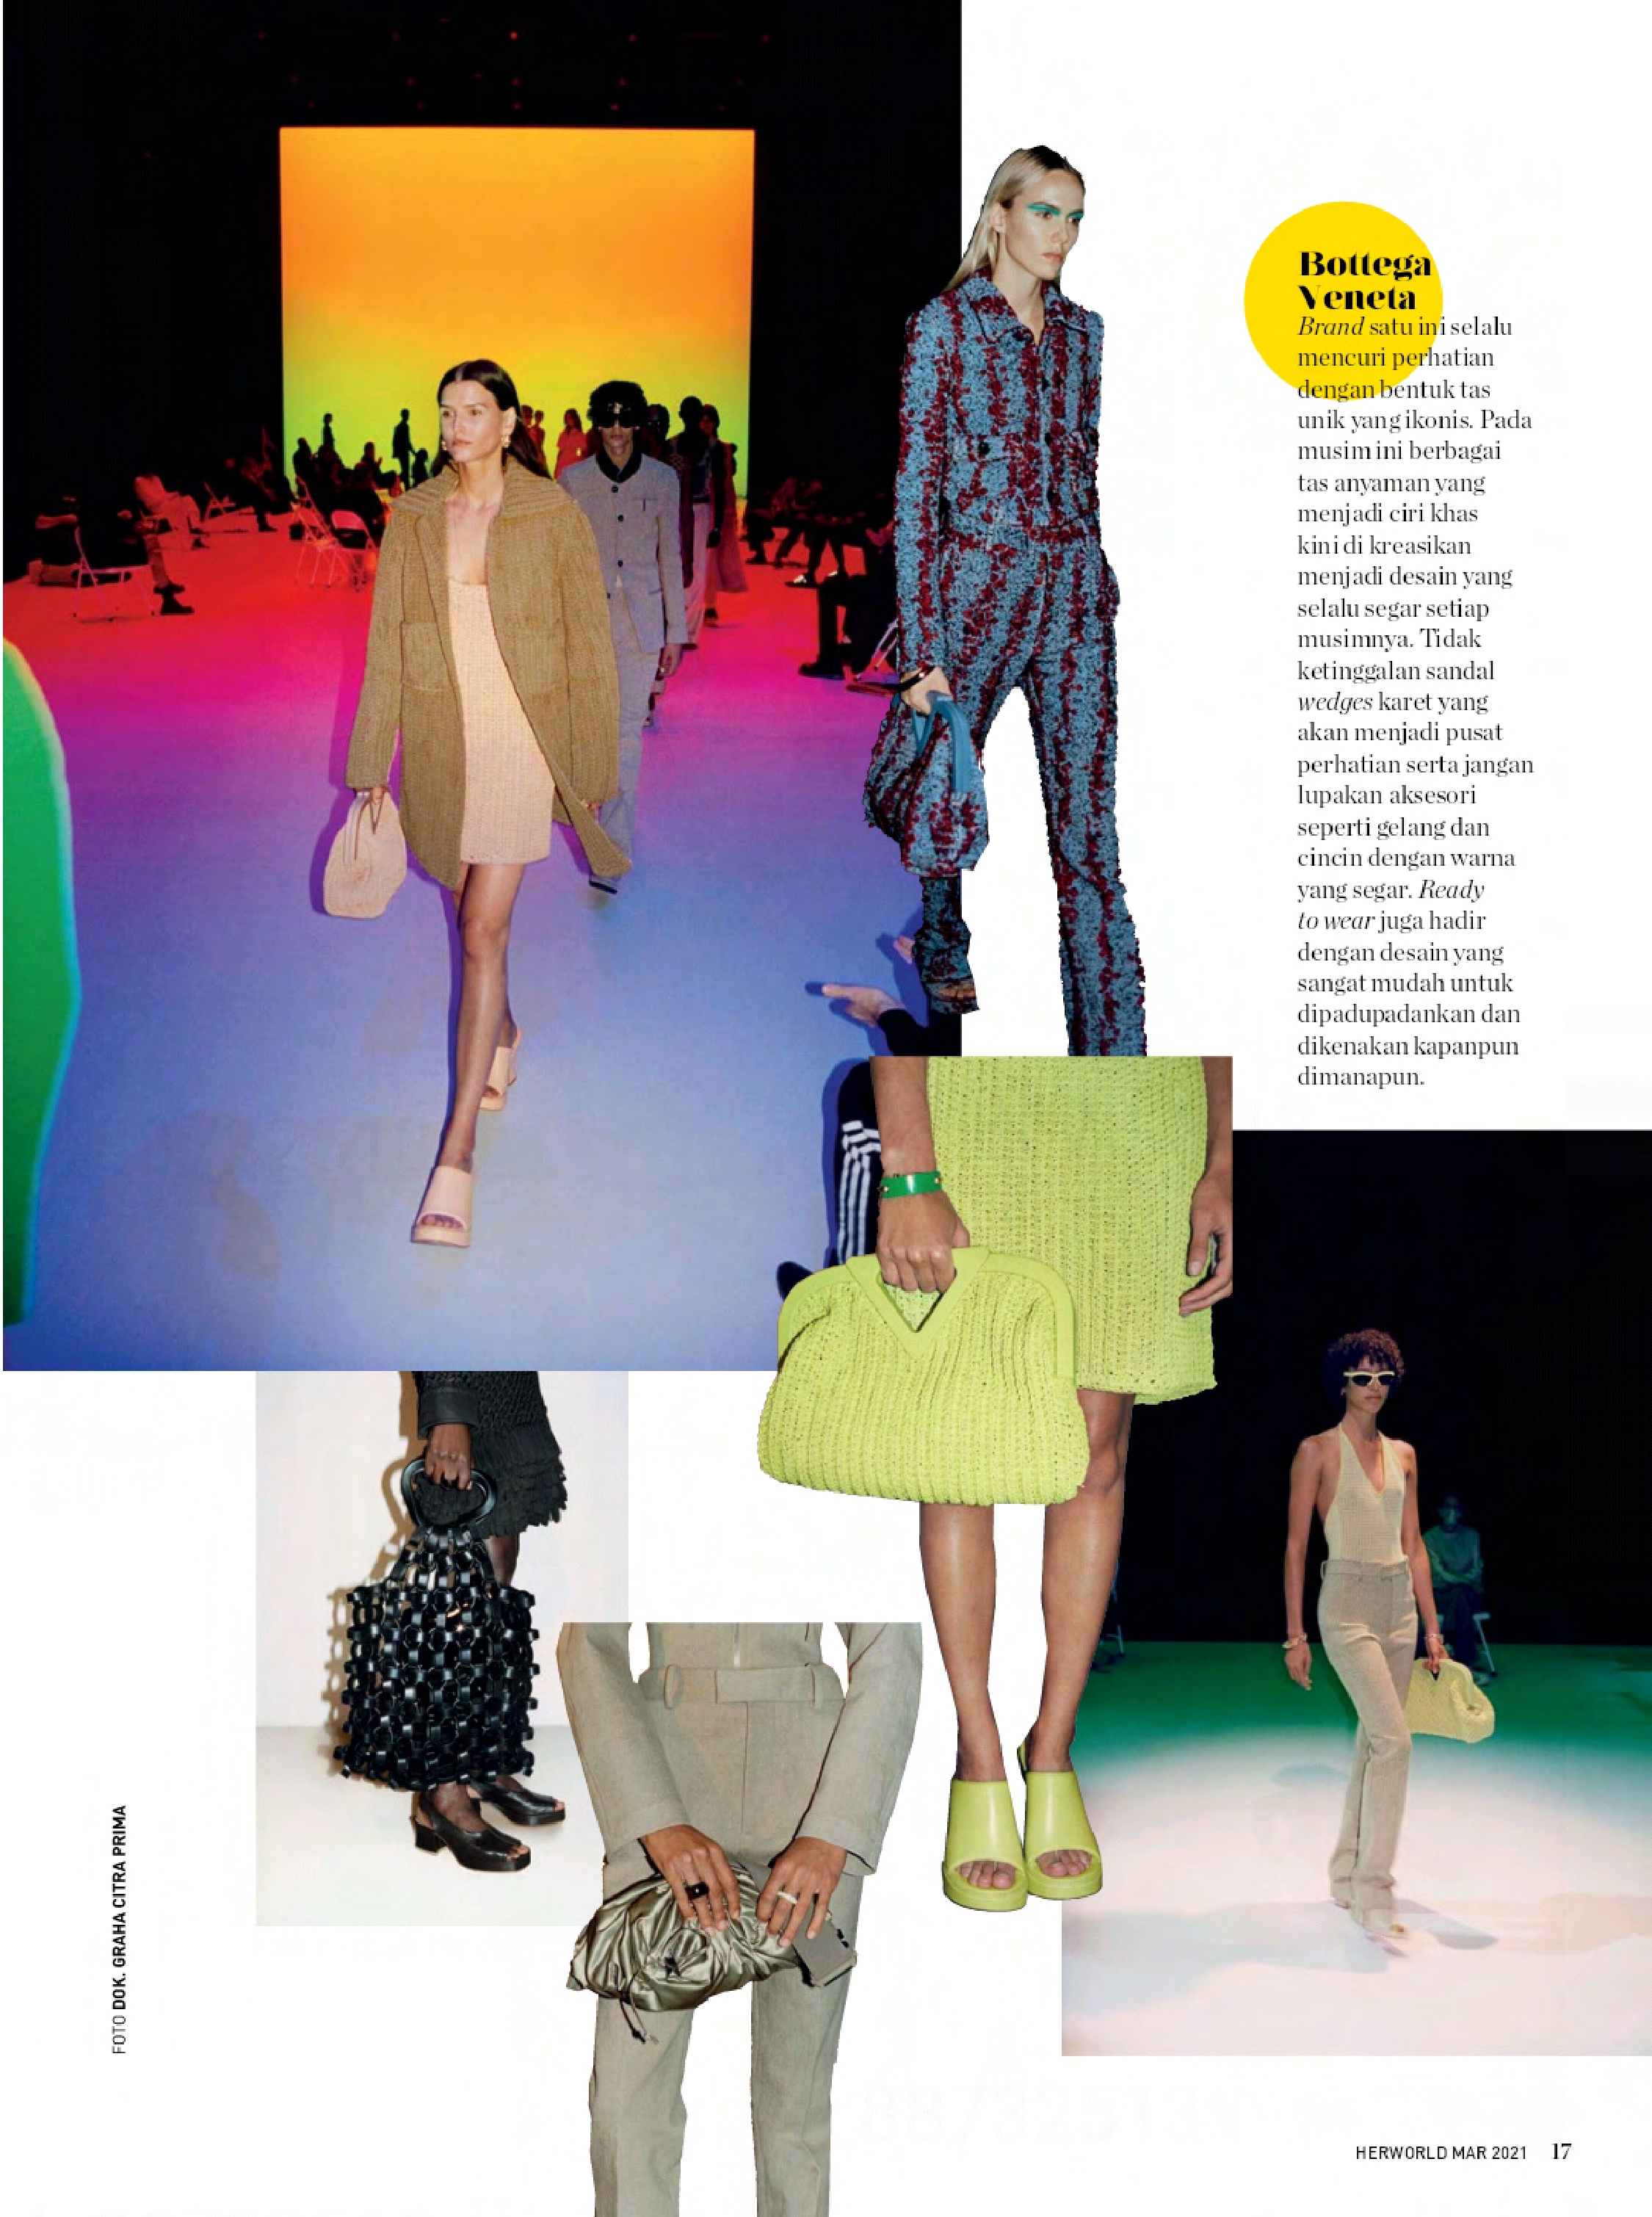 Bottega
Veneta
Brand satu ini selalu
mencuri perhatian
dengan bentuk tas
unik yang ikonis. Pada
musim ini berbagai
tas anyaman yang
menjadi ciri khas
kini di kreasikan
menjadi desain yang
selalu segar setiap
musimnya. Tidak
ketinggalan sandal
wedges karet yang
akan menjadi pusat
perhatian serta jangan
lupakan aksesori
seperti gelang dan
cincin dengan warna
yang segar. Ready
to wear juga hadir
dengan desain yang
sangat mudah untuk
dipadupadankan dan
dikenakan kapanpun
dimanapun.
FOTO DOK. GRAHA CITRA PRIMA
HERWORLD MAR 2021 17